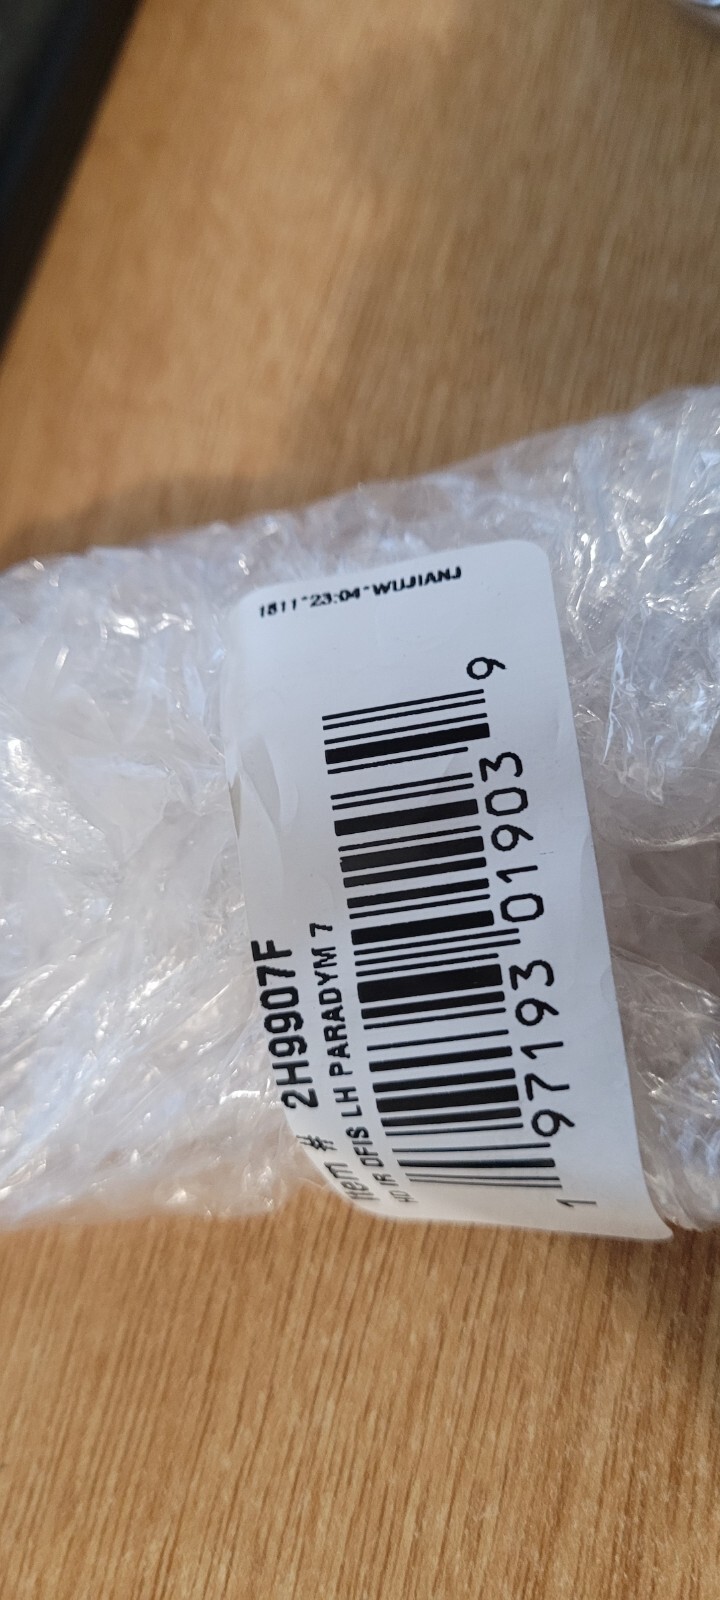 1811*23:04*WUJIANJ
Item # 2H9907F
DFIS LH PARADYM 7
HD IR
1 97193 01903 9